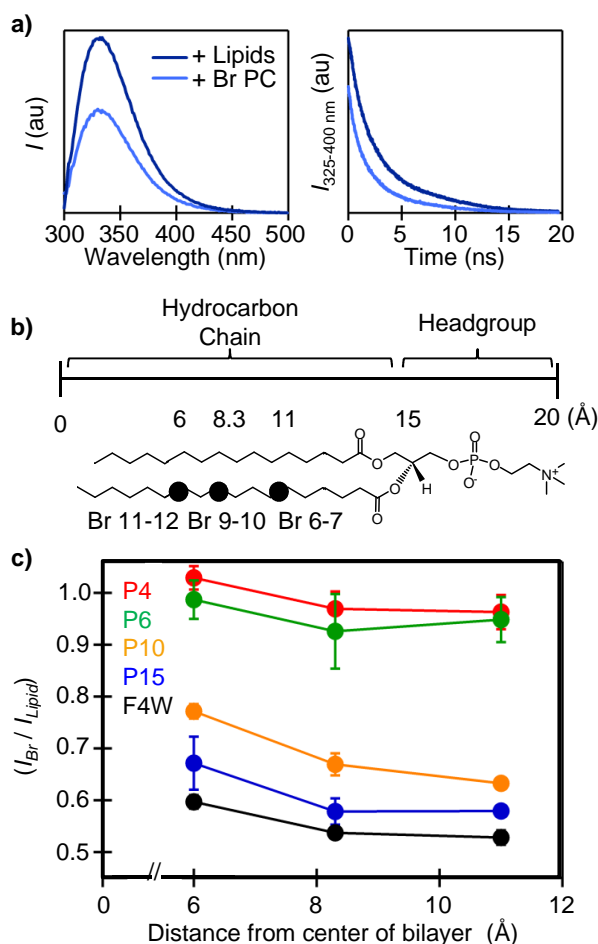 a)
I (au)
+ Lipids
+ Br PC
300 350 400 450 500
Wavelength (nm)
I325-400 nm (au)
0 5 10 15 20
Time (ns)
b)
Hydrocarbon
Chain
Headgroup
0 6 8.3 11 15 20 (Å)
O
O
O
O
H
O
O
P
O-
O
N+
Br 11-12 Br 9-10 Br 6-7
c)
(IBr / ILipid)
1.0
0.9
0.8
0.7
0.6
0.5
P4
P6
P10
P15
F4W
0 6 8 10 12
Distance from center of bilayer (Å)